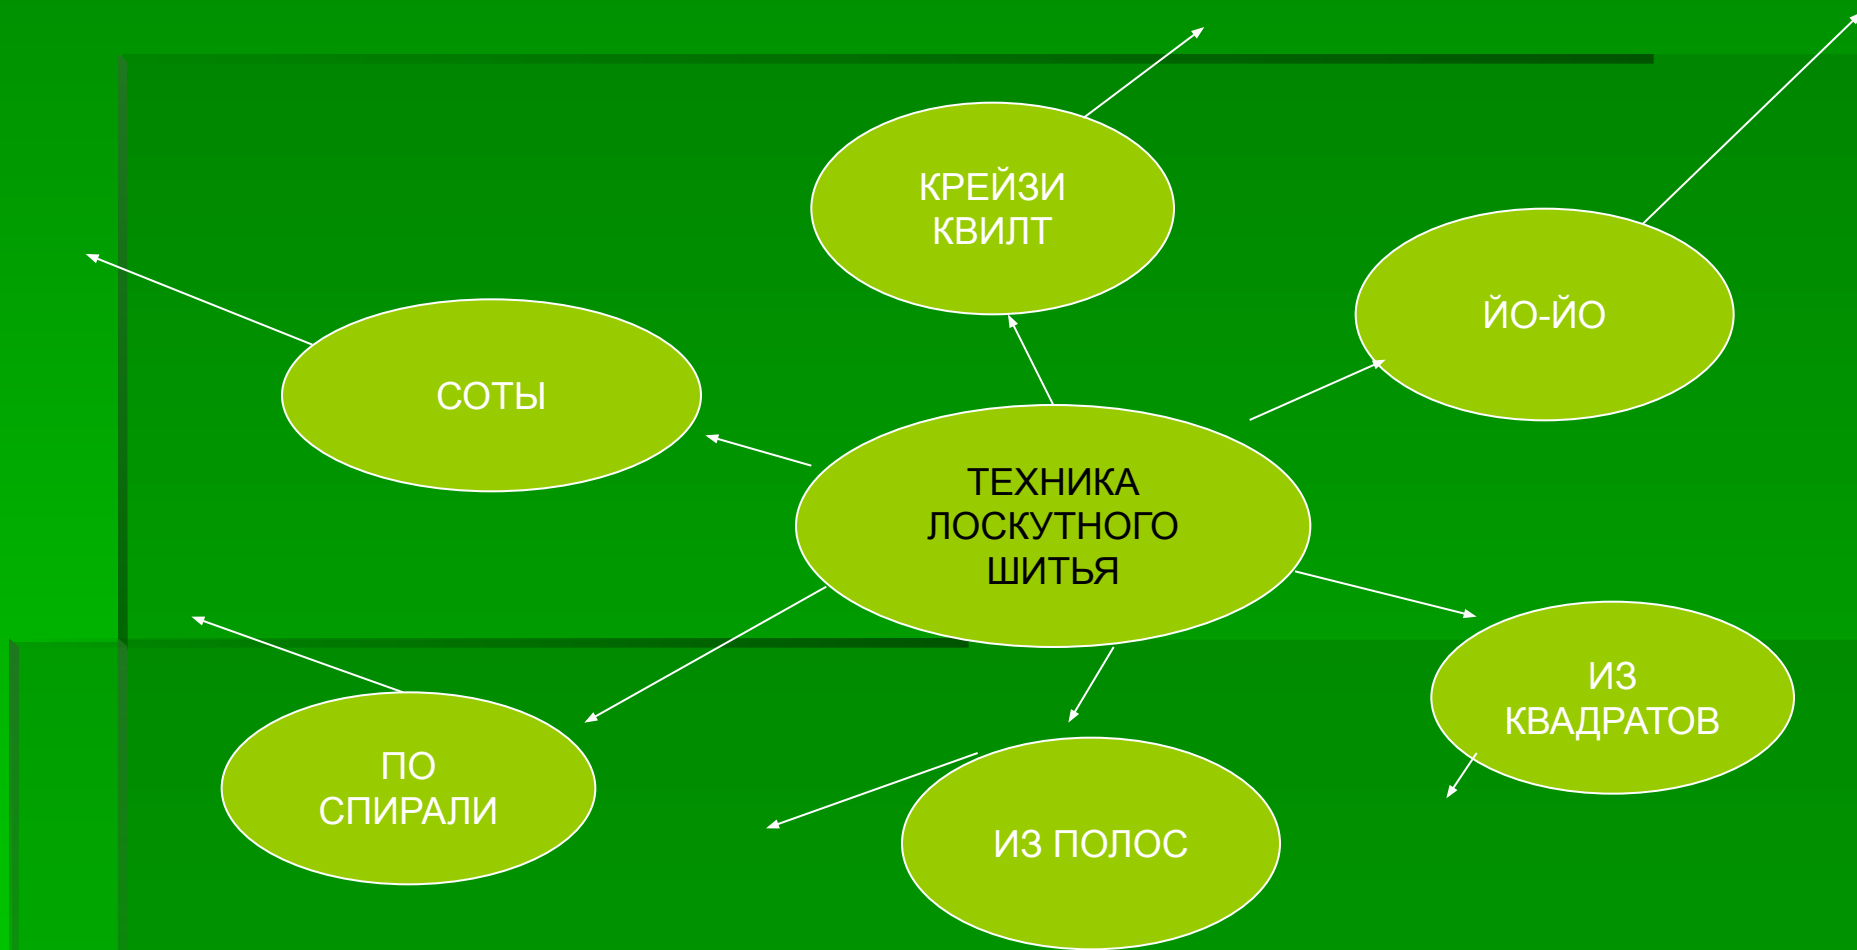 КРЕЙЗИ
КВИЛТ
ЙО-ЙО
СОТЫ
ТЕХНИКА
ЛОСКУТНОГО
ШИТЬЯ
ИЗ
КВАДРАТОВ
ПО
СПИРАЛИ
ИЗ ПОЛОС